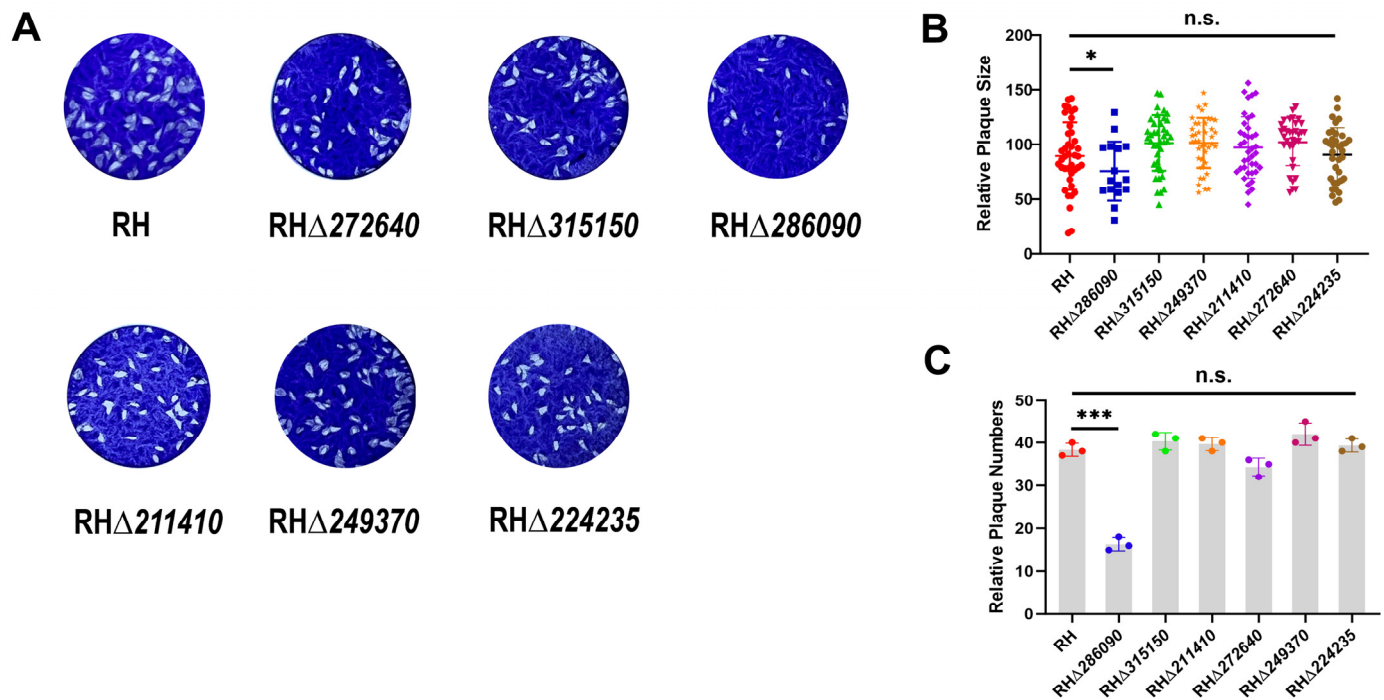 A
RH
RHΔ272640
RHΔ315150
RHΔ286090
RHΔ211410
RHΔ249370
RHΔ224235
B
n.s.
*
Relative Plaque Size
200
150
100
50
0
RH
RHΔ286090
RHΔ315150
RHΔ249370
RHΔ211410
RHΔ272640
RHΔ224235
C
n.s.
***
Relative Plaque Numbers
50
40
30
20
10
0
RH
RHΔ286090
RHΔ315150
RHΔ211410
RHΔ272640
RHΔ249370
RHΔ224235